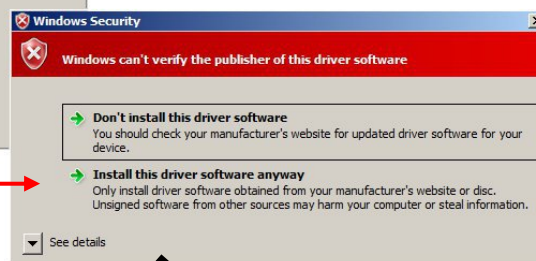 Windows Security
Windows can't verify the publisher of this driver software
Don't install this driver software
You should check your manufacturer's website for updated driver software for your
device.
Install this driver software anyway
Only install driver software obtained from your manufacturer's website or disc.
Unsigned software from other sources may harm your computer or steal information.
See details